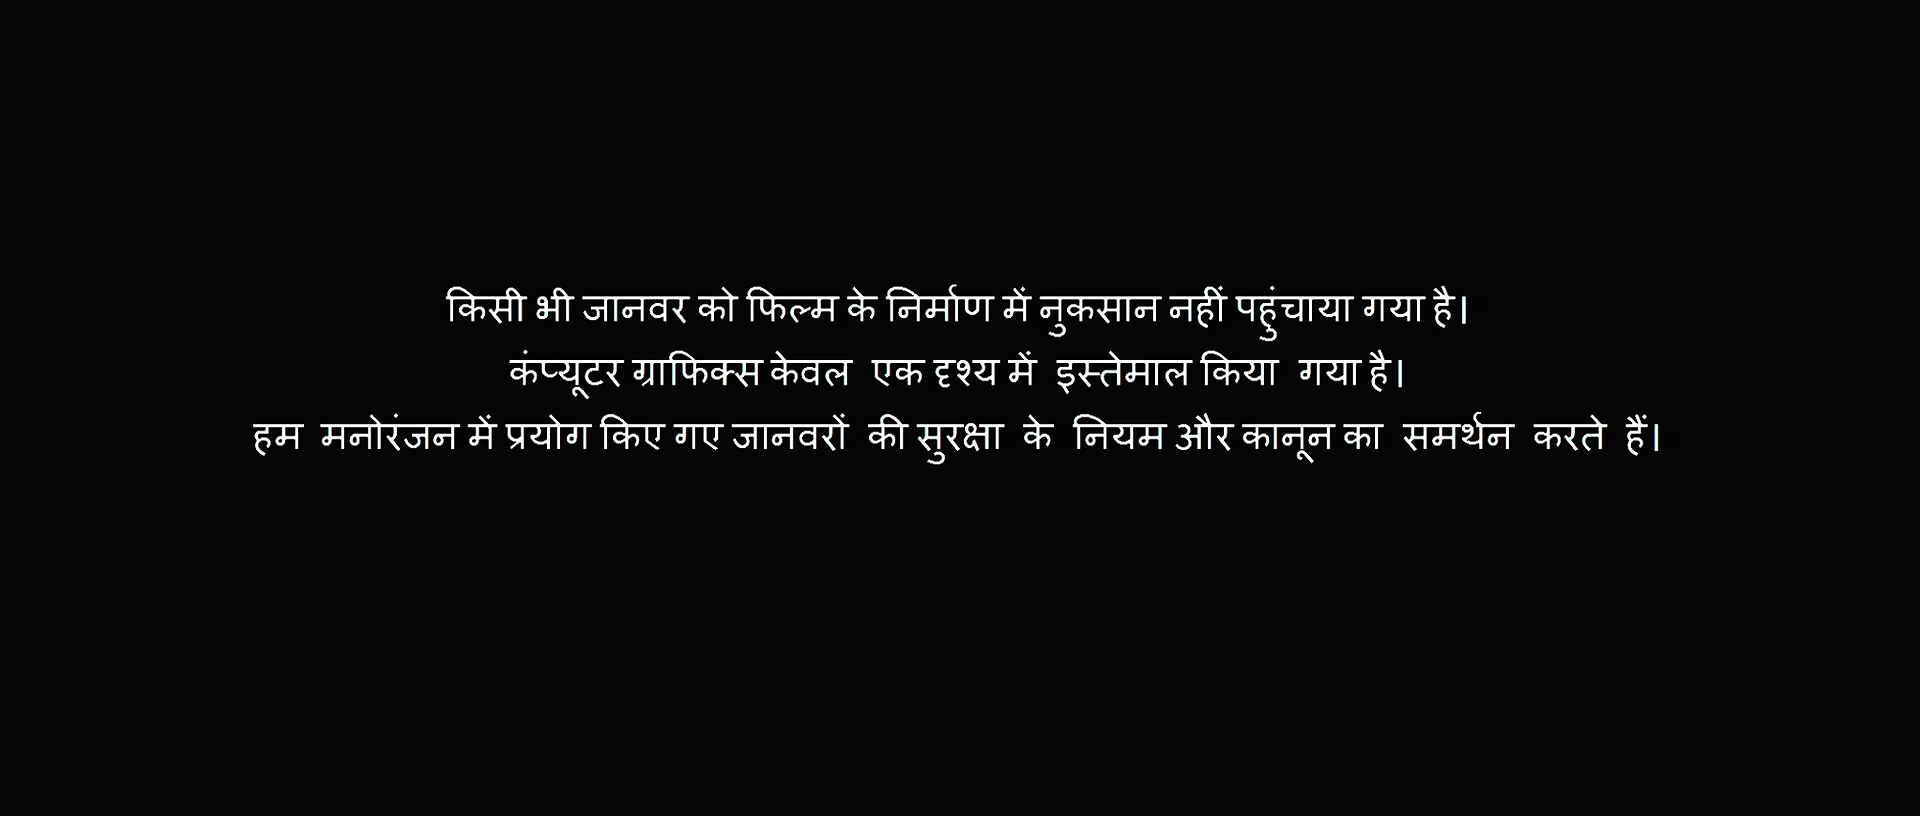 किसी भी जानवर को फिल्म के निर्माण में नुकसान नहीं पहुंचाया गया है।
कंप्यूटर ग्राफिक्स केवल एक दृश्य में इस्तेमाल किया गया है।
हम मनोरंजन में प्रयोग किए गए जानवरों की सुरक्षा के नियम और कानून का समर्थन करते हैं।